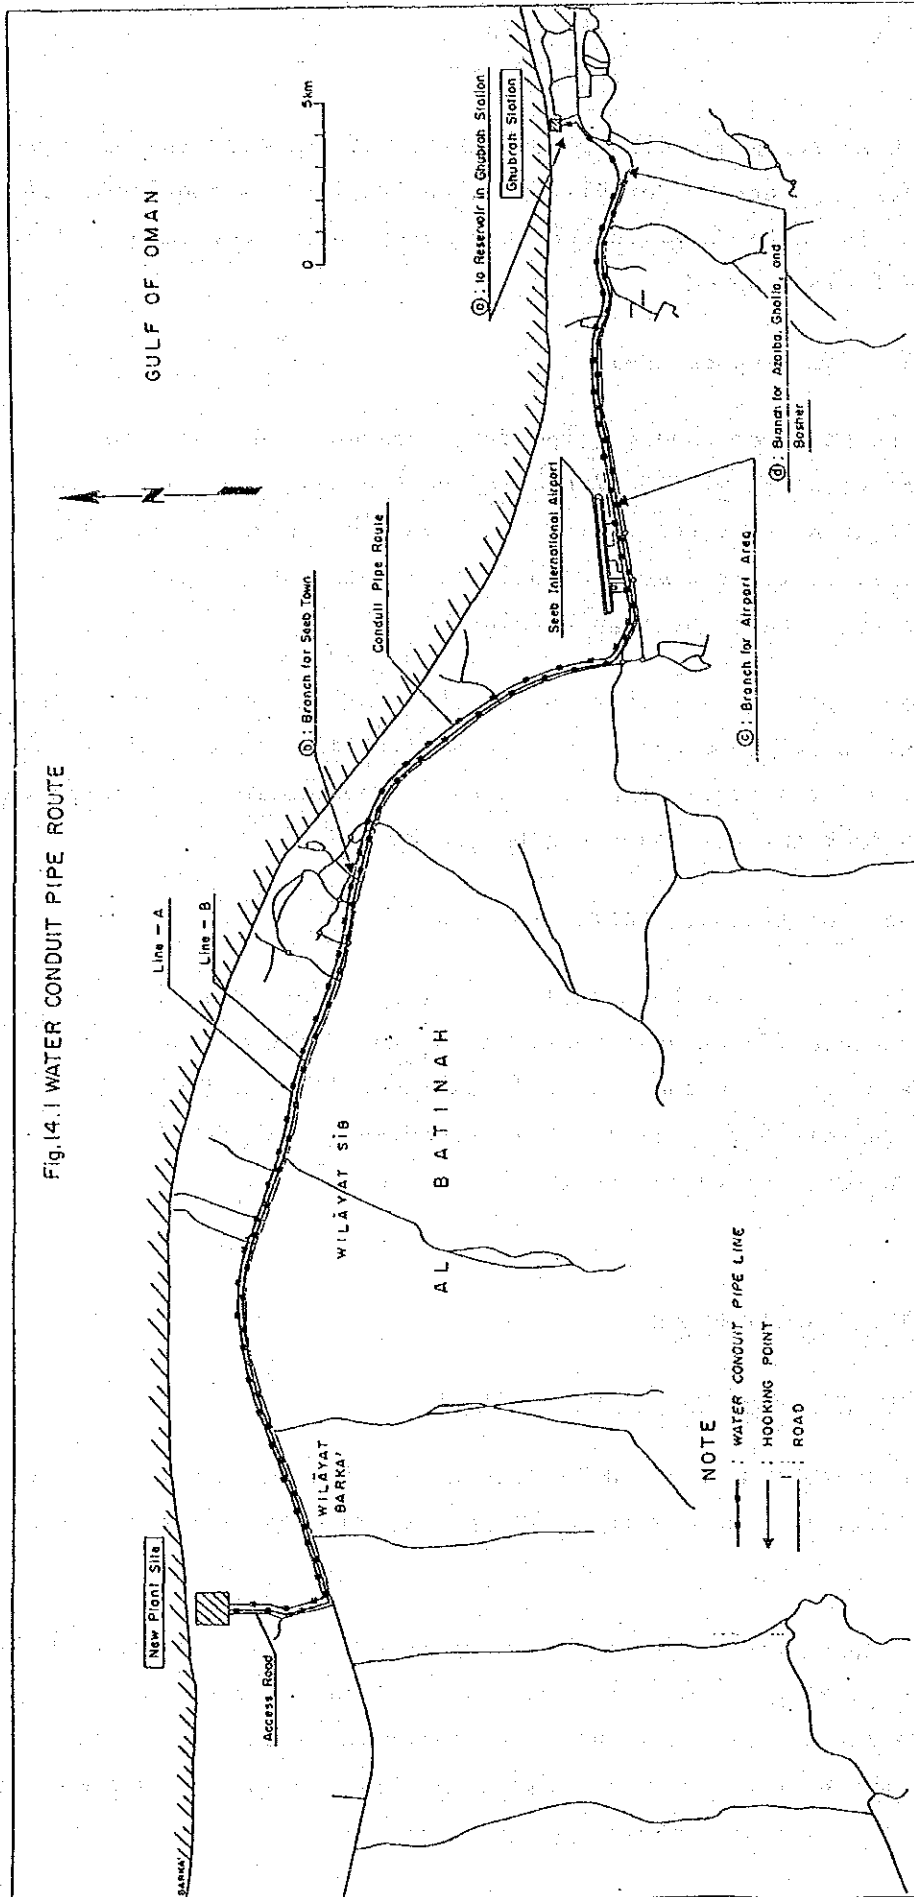 Fig.14.1 WATER CONDUIT PIPE ROUTE
GULF OF OMAN
N
0
5km
BARKA'
New Plant Site
Access Road
WILĀYAT
BARKA'
WILĀYAT SĪB
AL BATINAH
Line - A
Line - B
ⓑ: Branch for Seeb Town
Conduit Pipe Route
Seeb International Airport
ⓒ: Branch for Airport Area
ⓐ: to Reservoir in Ghubrah Station
Ghubrah Station
ⓓ: Branch for Azaiba, Ghalla, and
Bosher
NOTE
: WATER CONDUIT PIPE LINE
: HOOKING POINT
: ROAD